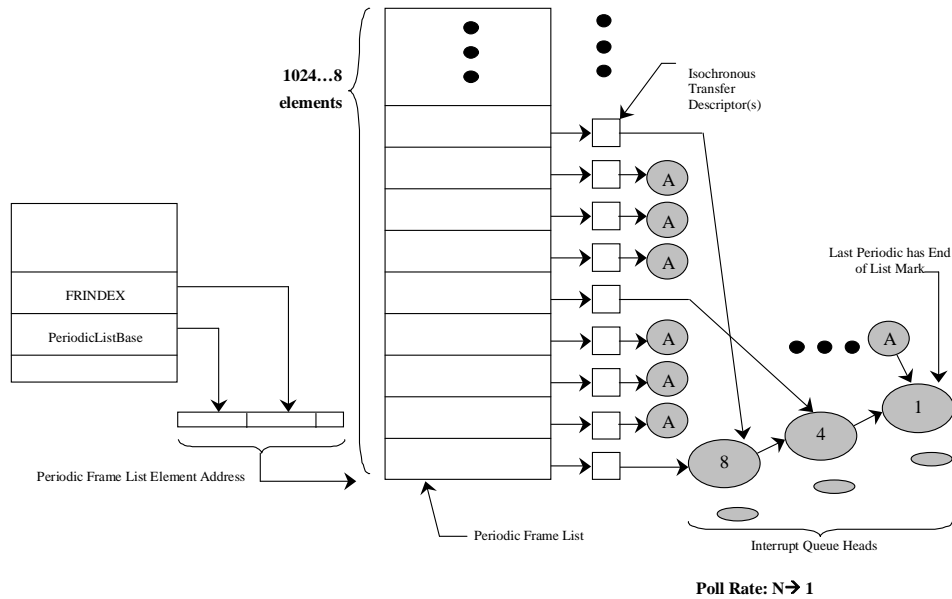 1024…8
elements
Isochronous
Transfer
Descriptor(s)
A
A
A
FRINDEX
PeriodicListBase
Last Periodic has End
of List Mark
A
A
A
A
1
4
8
Periodic Frame List Element Address
Periodic Frame List
Interrupt Queue Heads
Poll Rate: N→ 1